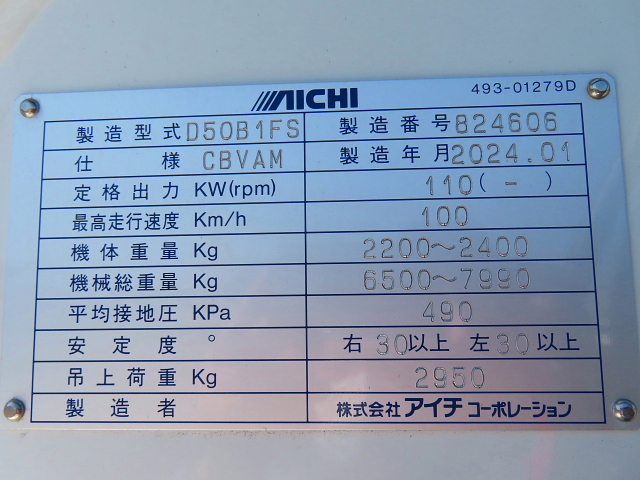 AICHI
493-01279D
製造型式 D50B1FS 製造番号 824606
仕様 CBVAM 製造年月 2024.01
定格出力 KW(rpm) 110( - )
最高走行速度 Km/h 100
機体重量 Kg 2200～2400
機械総重量 Kg 6500～7990
平均接地圧 KPa 490
安定度 ° 右 30以上 左 30以上
吊上荷重 Kg 2950
製造者 株式会社 アイチ コーポレーション